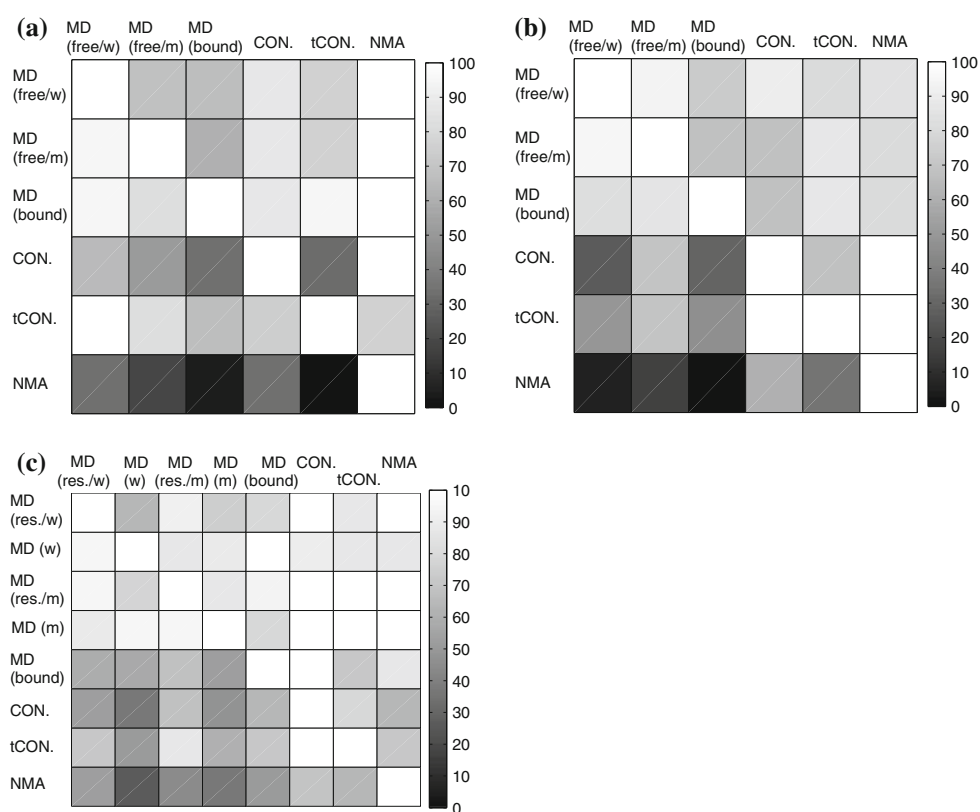 (a)
MD MD MD CON. tCON. NMA
(free/w) (free/m) (bound)
MD
(free/w)
MD
(free/m)
MD
(bound)
CON.
tCON.
NMA
100
90
80
70
60
50
40
30
20
10
0
(b)
MD MD MD CON. tCON. NMA
(free/w) (free/m) (bound)
MD
(free/w)
MD
(free/m)
MD
(bound)
CON.
tCON.
NMA
100
90
80
70
60
50
40
30
20
10
0
(c)
MD MD MD MD MD CON. NMA
(res./w) (w) (res./m) (m) (bound) tCON.
MD
(res./w)
MD (w)
MD
(res./m)
MD (m)
MD
(bound)
CON.
tCON.
NMA
10
90
80
70
60
50
40
30
20
10
0